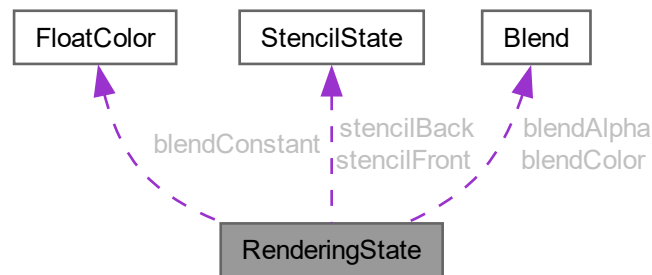 FloatColor
StencilState
Blend
blendConstant
stencilBack
stencilFront
blendAlpha
blendColor
RenderingState